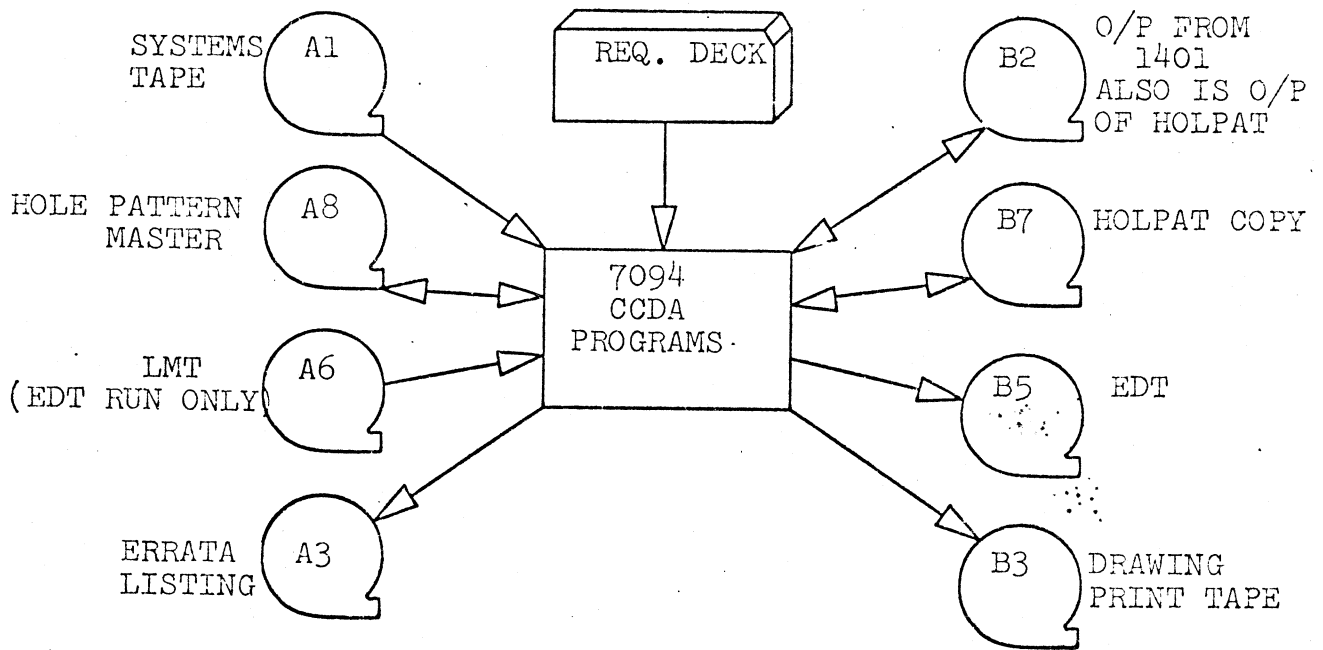 SYSTEMS
TAPE
A1
REQ. DECK
B2
O/P FROM
1401
ALSO IS O/P
OF HOLPAT
HOLE PATTERN
MASTER
A8
7094
CCDA
PROGRAMS
B7
HOLPAT COPY
LMT
(EDT RUN ONLY)
A6
B5
EDT
ERRATA
LISTING
A3
B3
DRAWING
PRINT TAPE